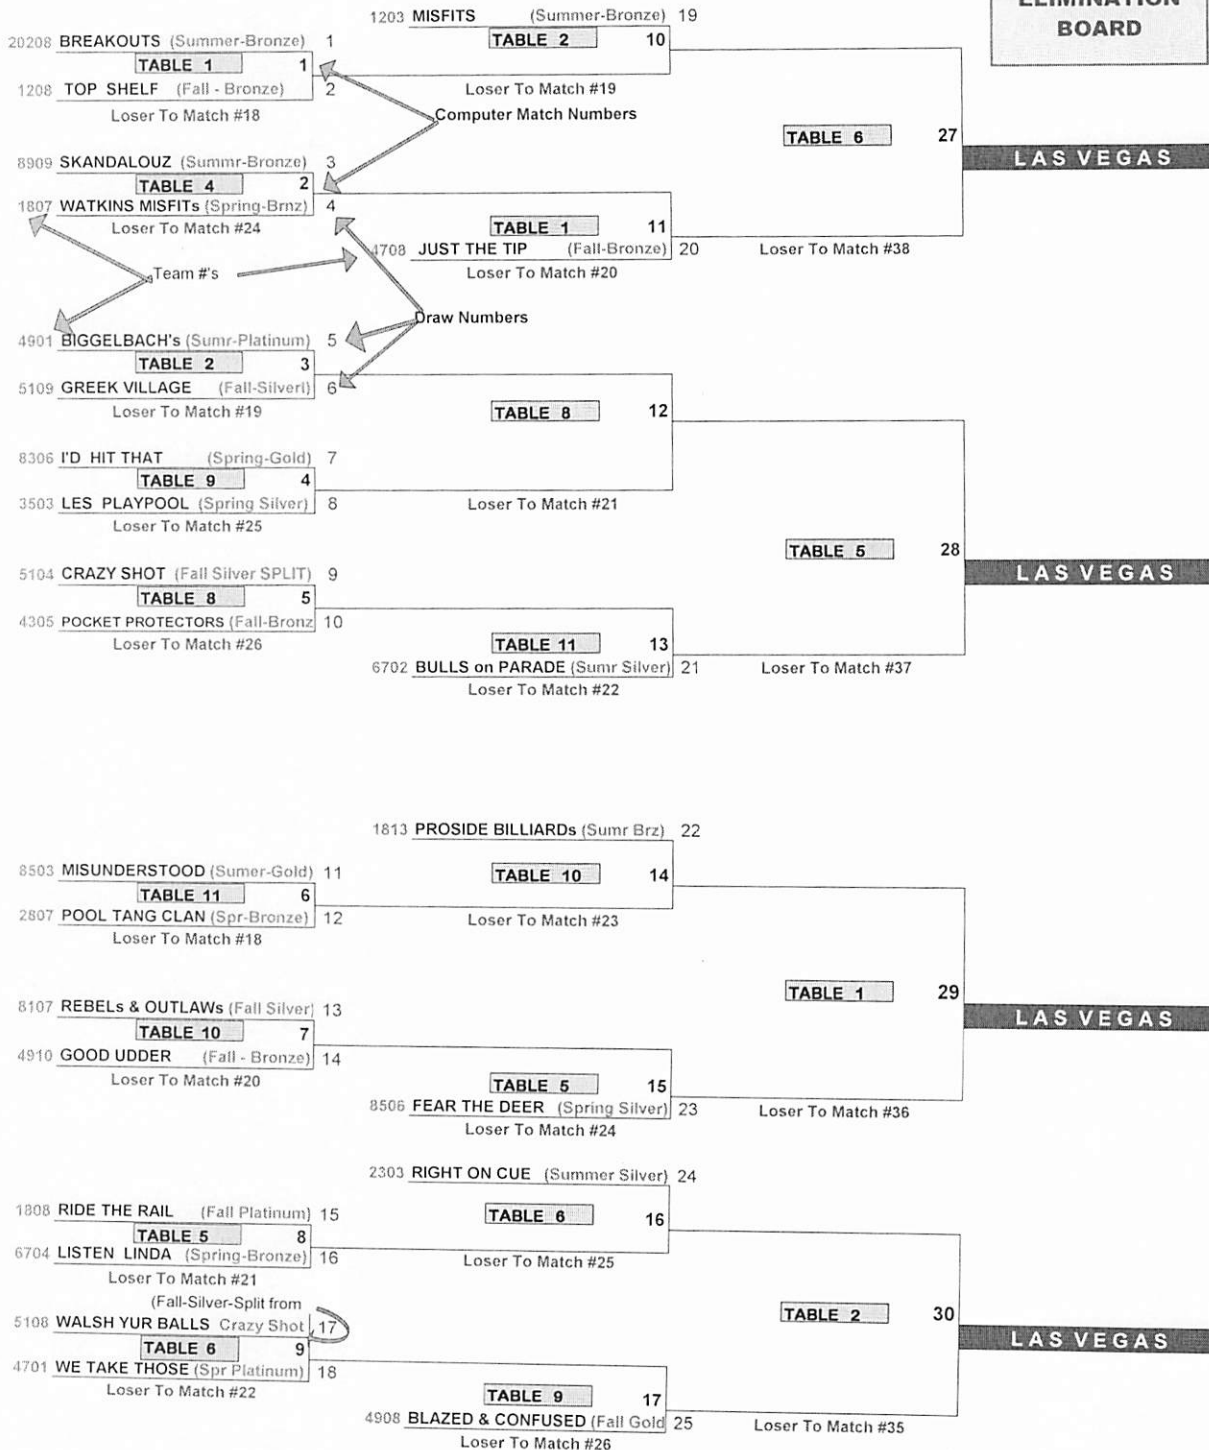 ELIMINATION
BOARD
1203 MISFITS (Summer-Bronze) 19
20208 BREAKOUTS (Summer-Bronze) 1
TABLE 2 10
TABLE 1 1
1208 TOP SHELF (Fall - Bronze) 2
Loser To Match #19
Loser To Match #18
Computer Match Numbers
TABLE 6 27
LAS VEGAS
8909 SKANDALOUZ (Summr-Bronze) 3
TABLE 4 2
1807 WATKINS MISFITs (Spring-Brnz) 4
Loser To Match #24
TABLE 1 11
4708 JUST THE TIP (Fall-Bronze) 20
Loser To Match #38
Loser To Match #20
Team #'s
Draw Numbers
4901 BIGGELBACH's (Sumr-Platinum) 5
TABLE 2 3
5109 GREEK VILLAGE (Fall-Silverl) 6
Loser To Match #19
TABLE 8 12
8306 I'D HIT THAT (Spring-Gold) 7
TABLE 9 4
3503 LES PLAYPOOL (Spring Silver) 8
Loser To Match #21
Loser To Match #25
TABLE 5 28
LAS VEGAS
5104 CRAZY SHOT (Fall Silver SPLIT) 9
TABLE 8 5
4305 POCKET PROTECTORS (Fall-Bronz 10
Loser To Match #26
TABLE 11 13
6702 BULLS on PARADE (Sumr Silver) 21
Loser To Match #37
Loser To Match #22
1813 PROSIDE BILLIARDs (Sumr Brz) 22
8503 MISUNDERSTOOD (Sumer-Gold) 11
TABLE 10 14
TABLE 11 6
2807 POOL TANG CLAN (Spr-Bronze) 12
Loser To Match #23
Loser To Match #18
TABLE 1 29
LAS VEGAS
8107 REBELs & OUTLAWs (Fall Silver) 13
TABLE 10 7
4910 GOOD UDDER (Fall - Bronze) 14
Loser To Match #20
TABLE 5 15
8506 FEAR THE DEER (Spring Silver) 23
Loser To Match #36
Loser To Match #24
2303 RIGHT ON CUE (Summer Silver) 24
1808 RIDE THE RAIL (Fall Platinum) 15
TABLE 6 16
TABLE 5 8
6704 LISTEN LINDA (Spring-Bronze) 16
Loser To Match #25
Loser To Match #21
(Fall-Silver-Split from
5108 WALSH YUR BALLS Crazy Shot 17
TABLE 2 30
LAS VEGAS
TABLE 6 9
4701 WE TAKE THOSE (Spr Platinum) 18
Loser To Match #22
TABLE 9 17
4908 BLAZED & CONFUSED (Fall Gold 25
Loser To Match #35
Loser To Match #26